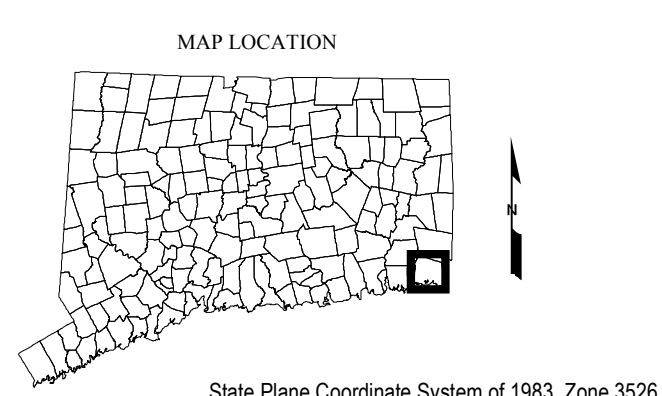 MAP LOCATION
N
State Plane Coordinate System of 1983, Zone 3526